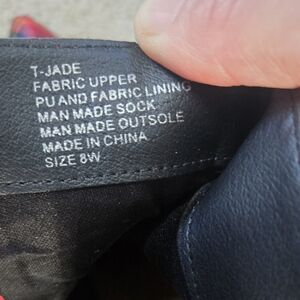 T-JADE
FABRIC UPPER
PU AND FABRIC LINING
MAN MADE SOCK
MAN MADE OUTSOLE
MADE IN CHINA
SIZE 8W